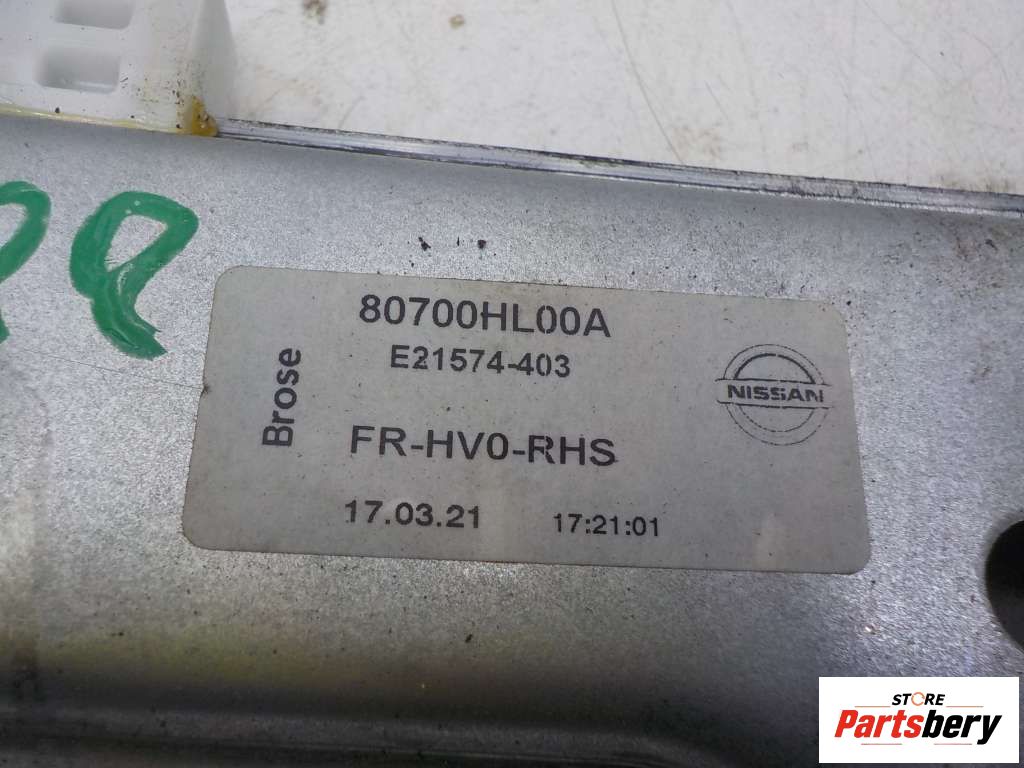 80700HL00A
E21574-403
Brose
NISSAN
FR-HV0-RHS
17.03.21 17:21:01
STORE
Partsbery